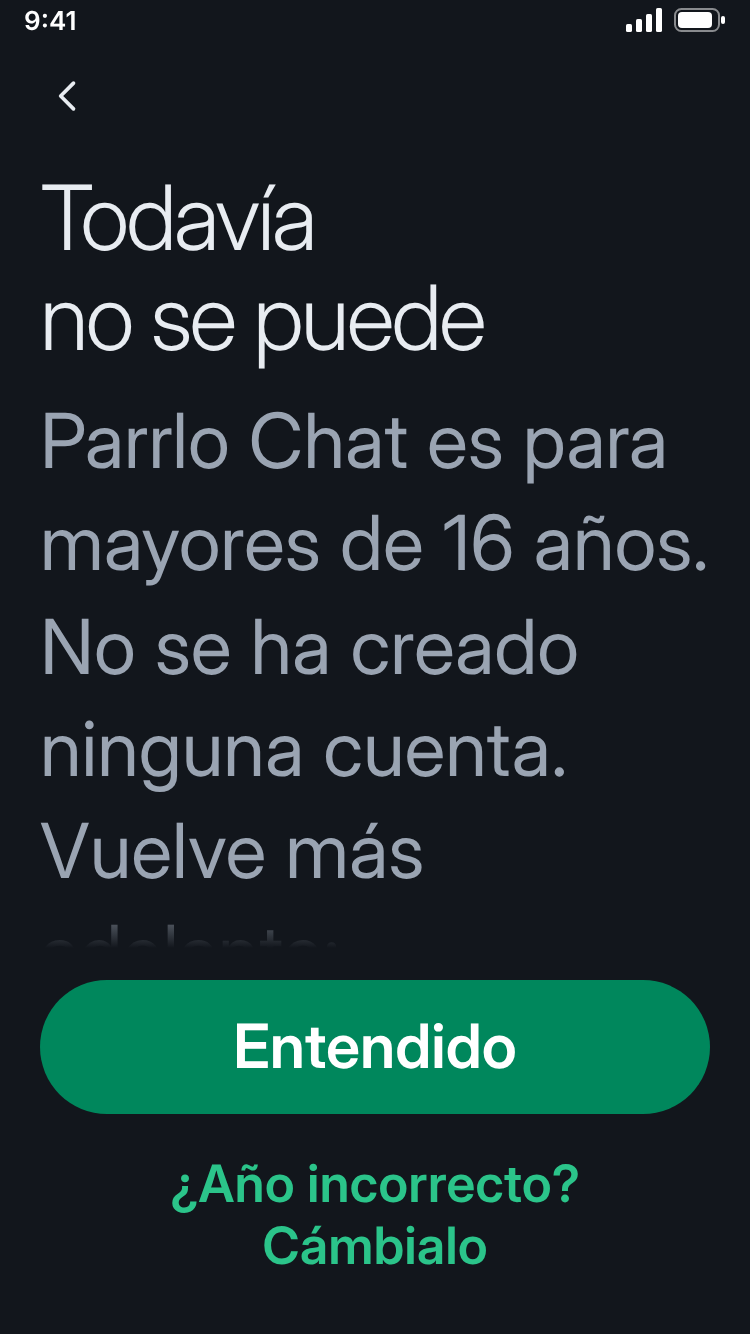 9:41
Todavía
no se puede
Parrlo Chat es para
mayores de 16 años.
No se ha creado
ninguna cuenta.
Vuelve más
Entendido
¿Año incorrecto?
Cámbialo